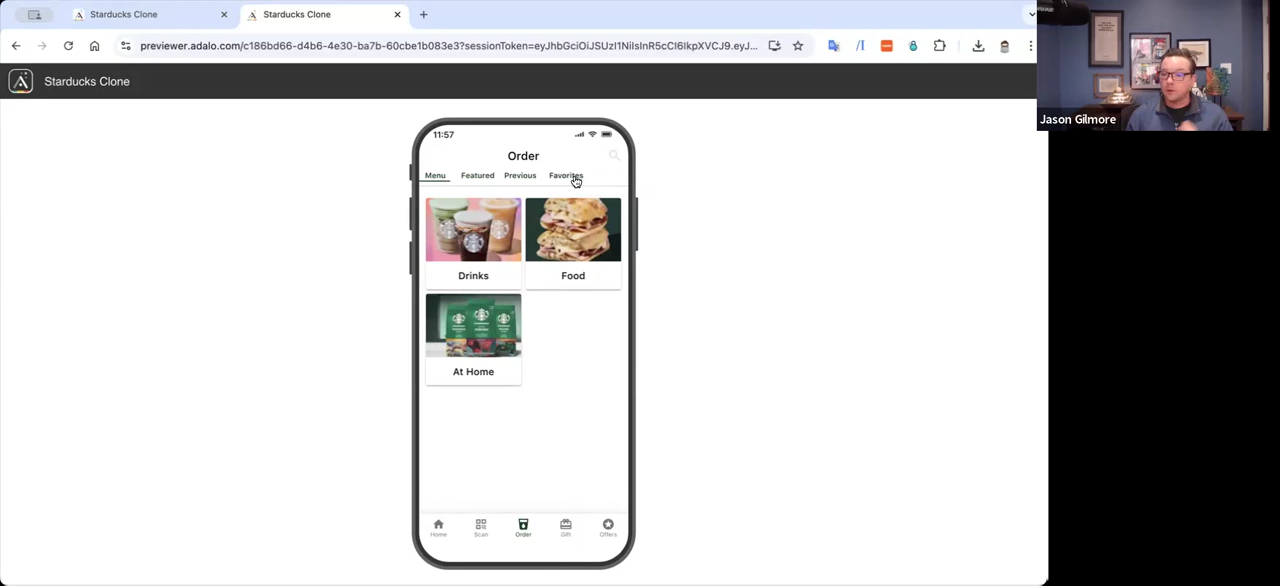 Starducks Clone
Starducks Clone
previewer.adalo.com/c186bd66-d4b6-4e30-ba7b-60cbe1b083e3?sessionToken=eyJhbGciOiJSUzI1NiIsInR5cCI6IkpXVCJ9.eyJ...
Starducks Clone
Jason Gilmore
11:57
Order
Menu Featured Previous Favorites
Drinks Food
At Home
Home Scan Order Gift Offers